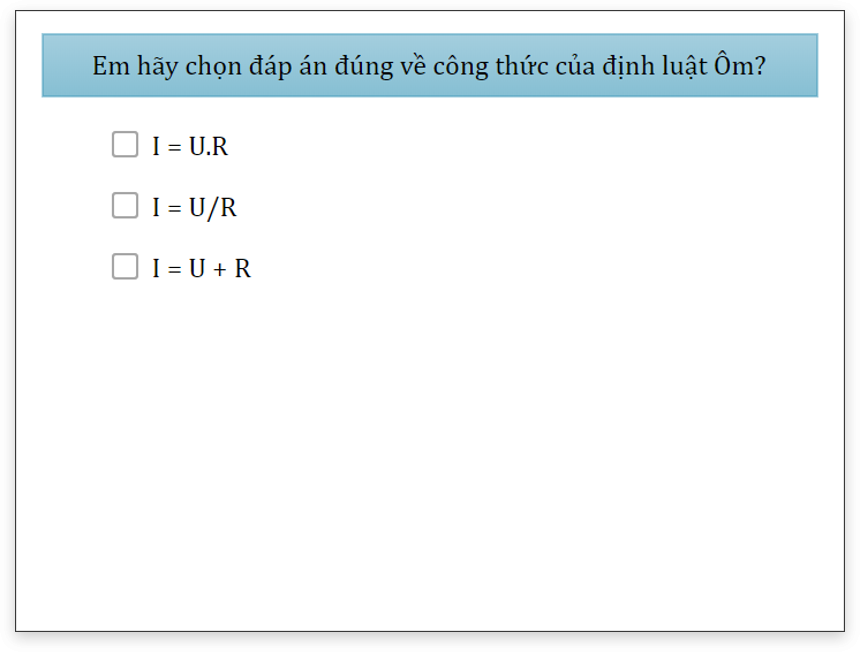 Em hãy chọn đáp án đúng về công thức của định luật Ôm?
I = U.R
I = U/R
I = U + R